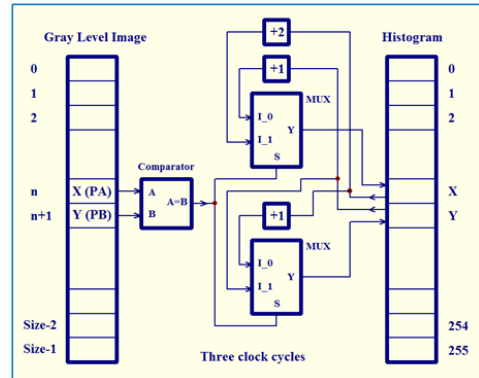 Gray Level Image
+2
Histogram
0
+1
0
1
MUX
1
2
I_0
2
Y
I_1
Comparator
S
n
X (PA)
A
A=B
X
n+1
Y (PB)
B
Y
+1
MUX
I_0
Y
I_1
S
Size-2
254
Size-1
Three clock cycles
255